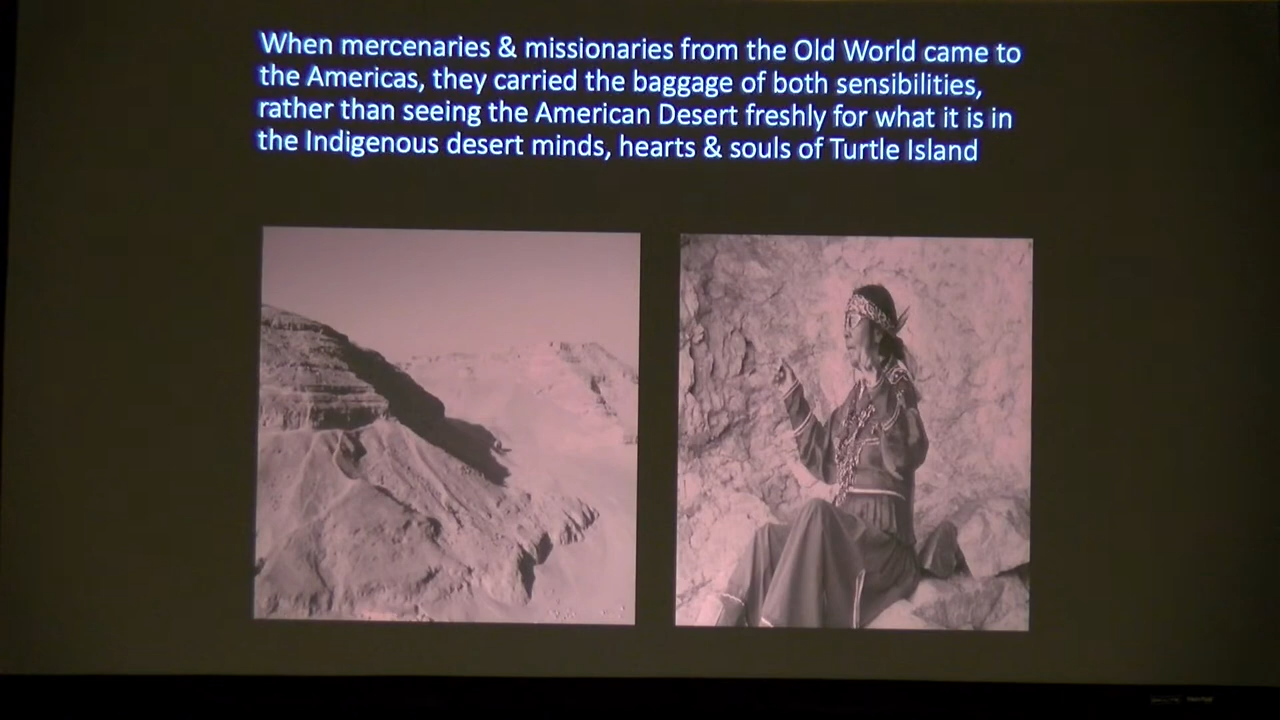 When mercenaries & missionaries from the Old World came to
the Americas, they carried the baggage of both sensibilities,
rather than seeing the American Desert freshly for what it is in
the Indigenous desert minds, hearts & souls of Turtle Island